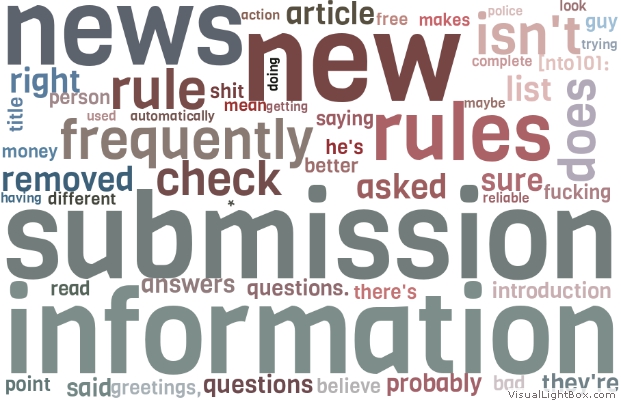 news
action
article
free
makes
police
look
guy
trying
isn't
new
doing
right
person
rule
shit
mean
getting
complete
[nto101:
list
maybe
title
used
automatically
saying
does
money
frequently
he's
rules
better
removed
check
asked
sure
reliable
fucking
having
different
*
submission
read
answers
questions.
there's
introduction
information
point
said
greetings,
questions
believe
probably
bad
they're
VisualLightBox.com